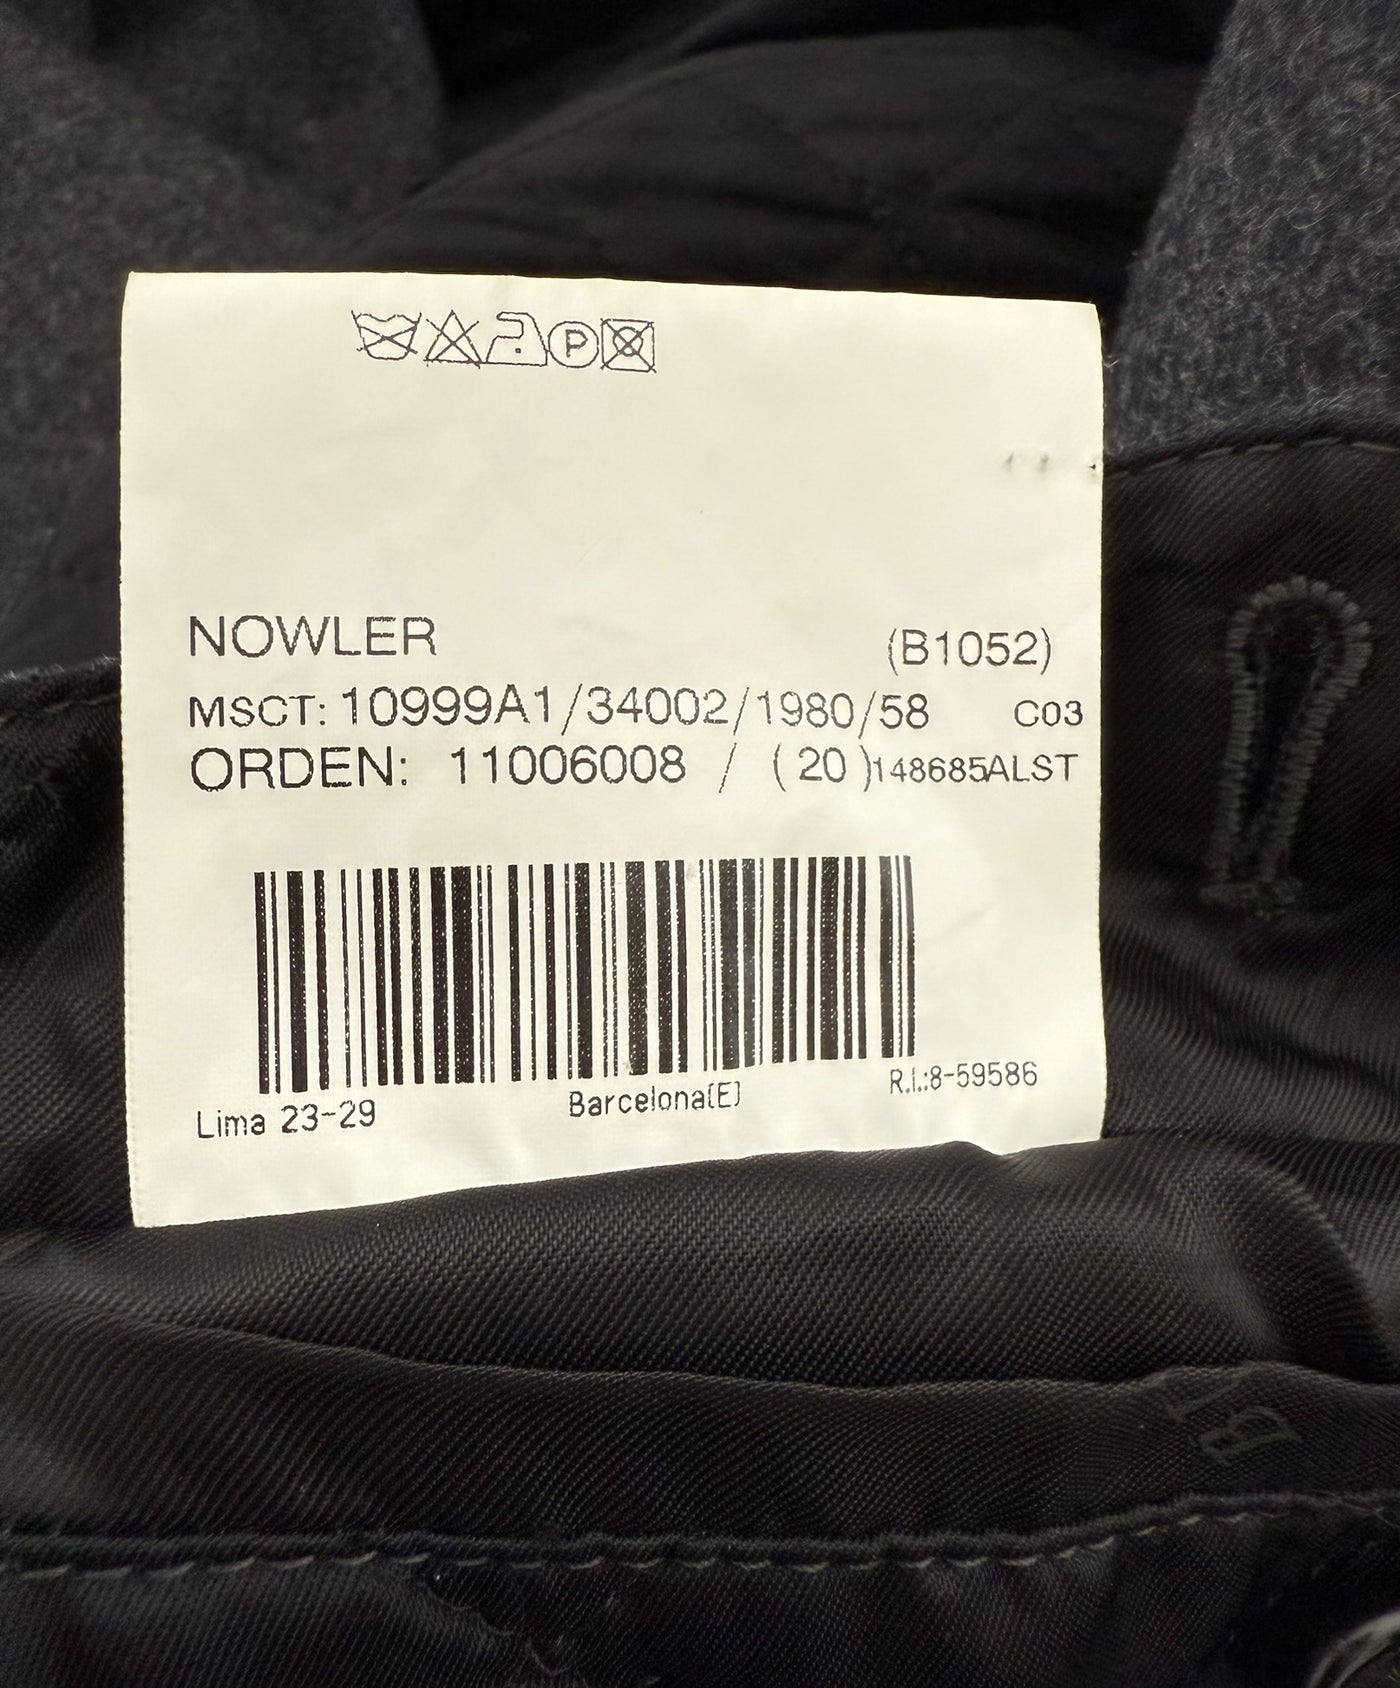 P
NOWLER (B1052)
MSCT: 10999A1/34002/1980/58 C03
ORDEN: 11006008 / (20)148685ALST
Lima 23-29 Barcelona(E) R.I.:8-59586